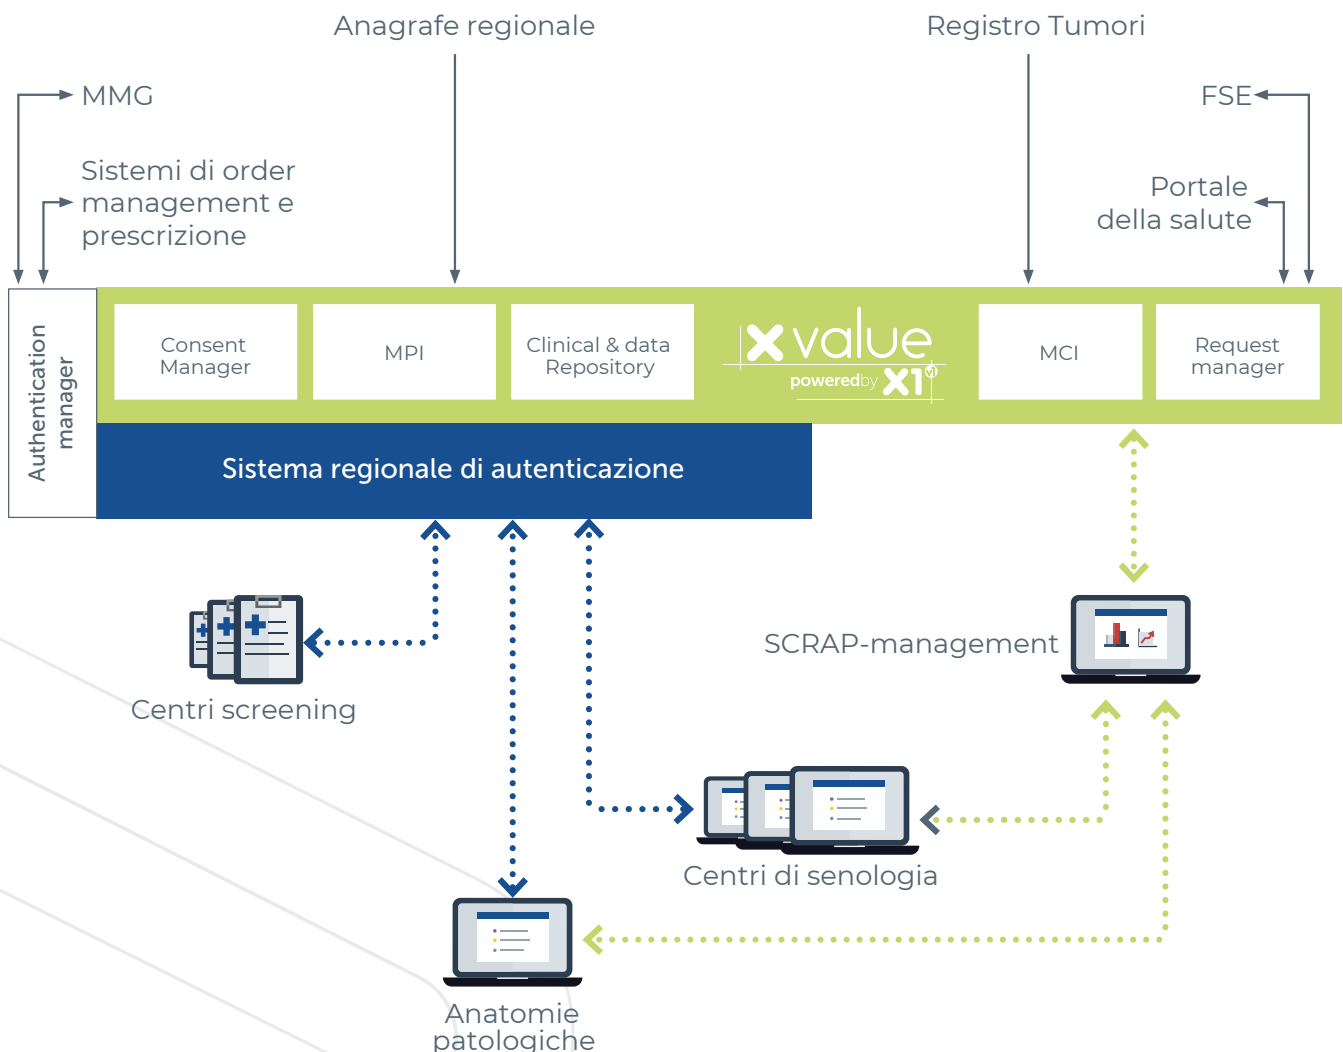 Anagrafe regionale
Registro Tumori
MMG
FSE
Sistemi di order
management e
prescrizione
Portale
della salute
Authentication
manager
Consent
Manager
MPI
Clinical & data
Repository
x value
poweredby X1.V1
MCI
Request
manager
Sistema regionale di autenticazione
SCRAP-management
Centri screening
Centri di senologia
Anatomie
patologiche